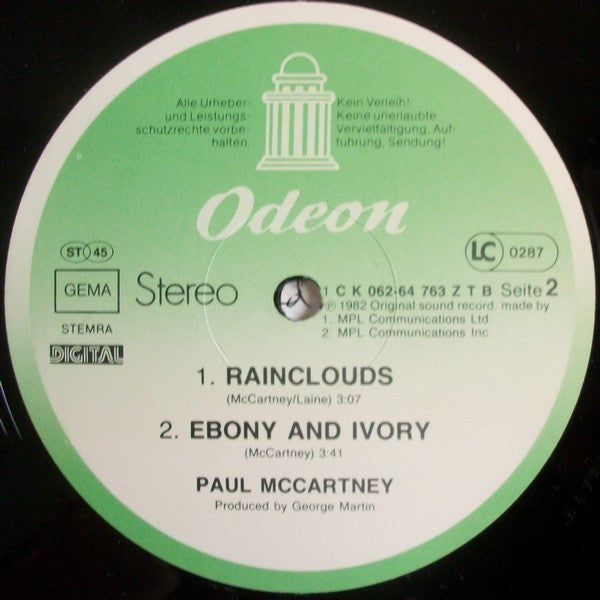 Alle Urheber-
und Leistungs-
schutzrechte vorbe-
halten.
Kein Verleih!
Keine unerlaubte
Vervielfältigung, Auf-
führung, Sendung!
Odeon
ST 45
LC 0287
GEMA
Stereo
1 C K 062-64 763 Z T B Seite 2
℗ 1982 Original sound record. made by
1. MPL Communications Ltd.
2. MPL Communications Inc.
STEMRA
DIGITAL
1. RAINCLOUDS
(McCartney/Laine) 3:07
2. EBONY AND IVORY
(McCartney) 3:41
PAUL MCCARTNEY
Produced by George Martin